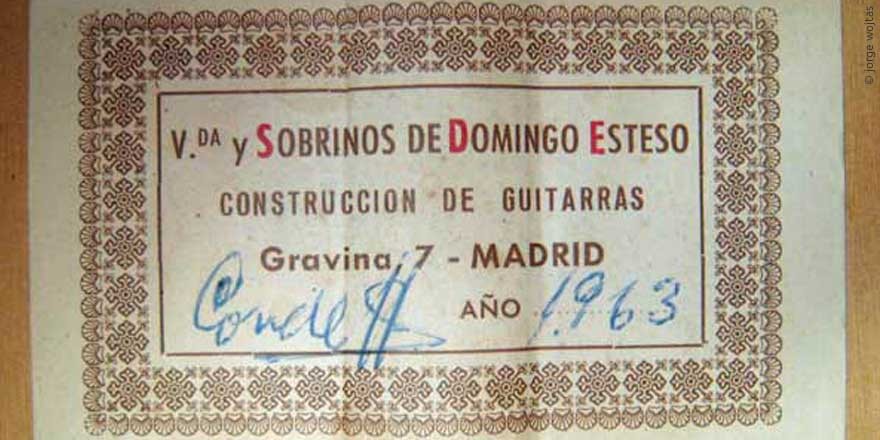 V.DA y SOBRINOS DE DOMINGO ESTESO
CONSTRUCCION DE GUITARRAS
Gravina, 7 - MADRID
Conde H
AÑO 1.963
© jorge wojtas